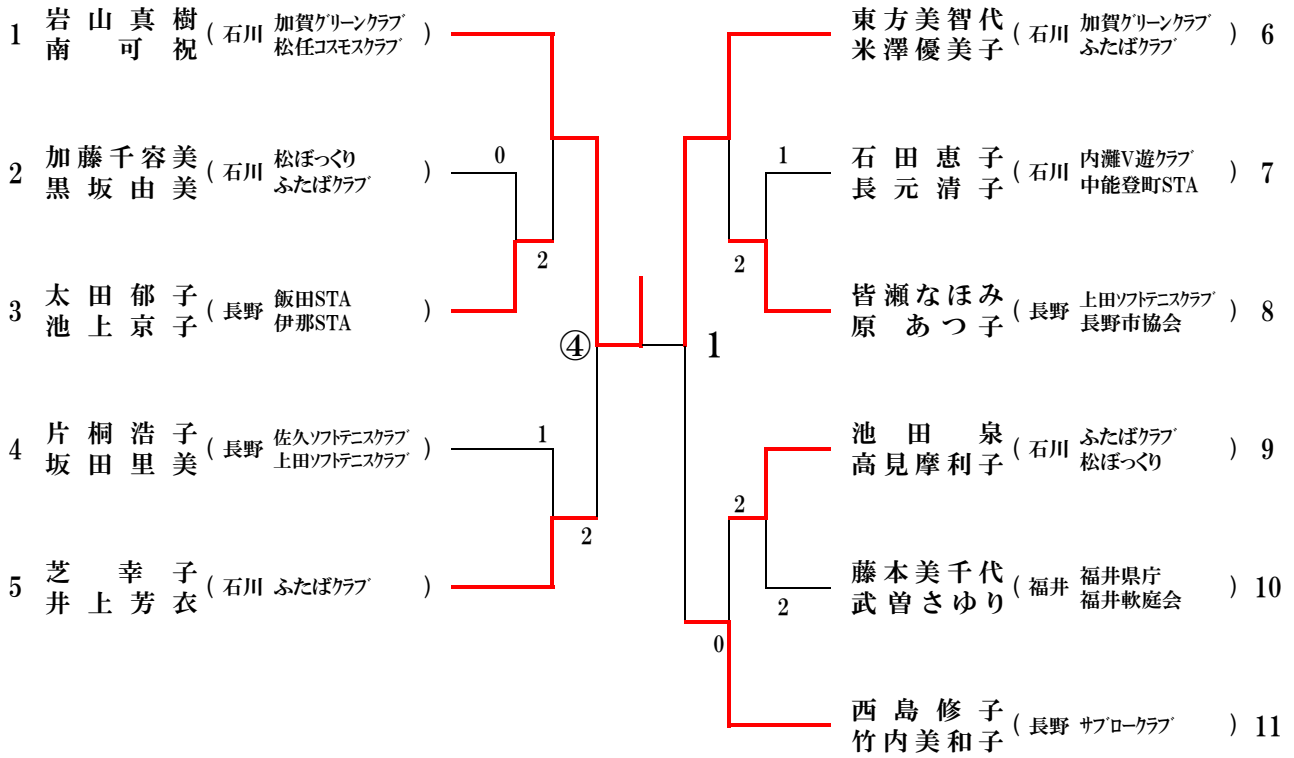 1 岩山真樹 ( 石川 加賀グリーンクラブ )
南可祝 松任コスモスクラブ
2 加藤千容美 ( 石川 松ぼっくり )
黒坂由美 ふたばクラブ
0
3 太田郁子 ( 長野 飯田STA )
池上京子 伊那STA
2
4 片桐浩子 ( 長野 佐久ソフトテニスクラブ )
坂田里美 上田ソフトテニスクラブ
1
5 芝幸子 ( 石川 ふたばクラブ )
井上芳衣
2
④ 1
東方美智代 ( 石川 加賀グリーンクラブ ) 6
米澤優美子 ふたばクラブ
1
石田恵子 ( 石川 内灘V遊クラブ ) 7
長元清子 中能登町STA
2
皆瀬なほみ ( 長野 上田ソフトテニスクラブ ) 8
原あつ子 長野市協会
池田泉 ( 石川 ふたばクラブ ) 9
高見摩利子 松ぼっくり
2
藤本美千代 ( 福井 福井県庁 ) 10
武曽さゆり 福井軟庭会
2
0
西島修子 ( 長野 サブロークラブ ) 11
竹内美和子